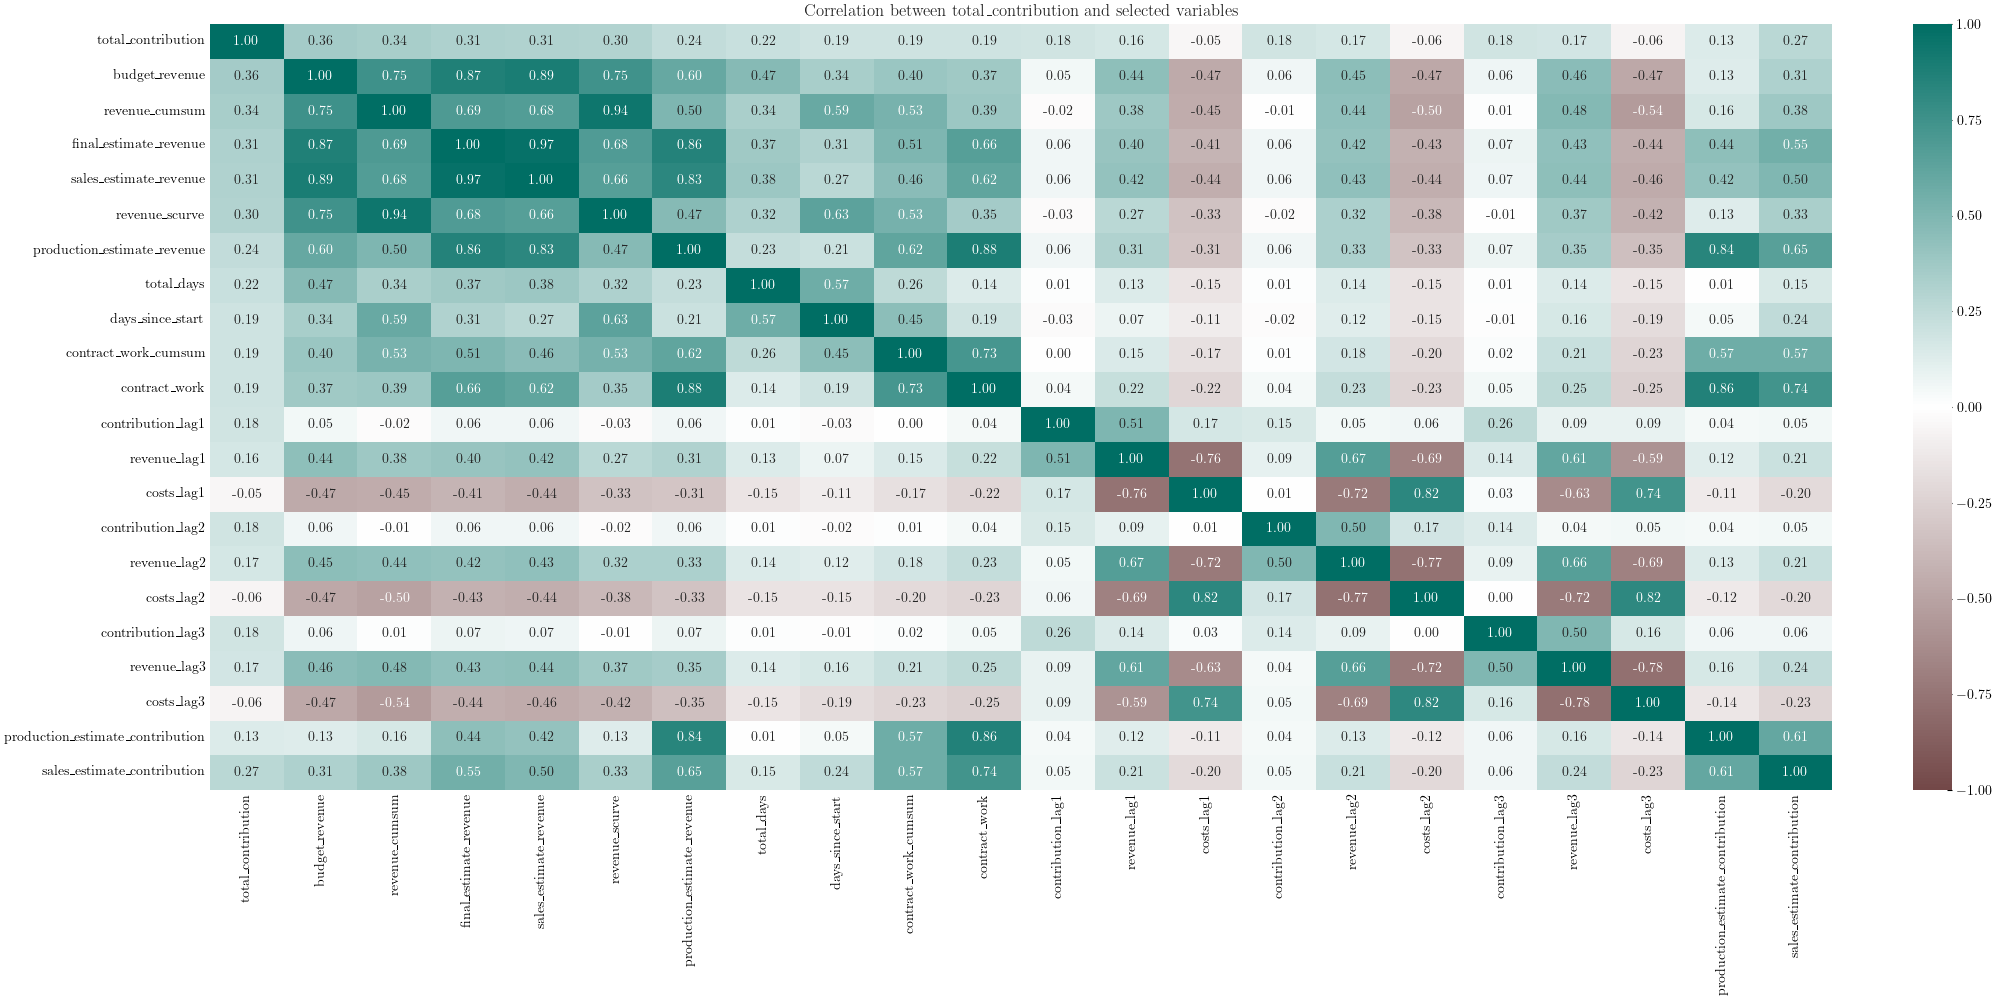 Correlation between total_contribution and selected variables
total_contribution 1.00 0.36 0.34 0.31 0.31 0.30 0.24 0.22 0.19 0.19 0.19 0.18 0.16 -0.05 0.18 0.17 -0.06 0.18 0.17 -0.06 0.13 0.27
budget_revenue 0.36 1.00 0.75 0.87 0.89 0.75 0.60 0.47 0.34 0.40 0.37 0.05 0.44 -0.47 0.06 0.45 -0.47 0.06 0.46 -0.47 0.13 0.31
revenue_cumsum 0.34 0.75 1.00 0.69 0.68 0.94 0.50 0.34 0.59 0.53 0.39 -0.02 0.38 -0.45 -0.01 0.44 -0.50 0.01 0.48 -0.54 0.16 0.38
final_estimate_revenue 0.31 0.87 0.69 1.00 0.97 0.68 0.86 0.37 0.31 0.51 0.66 0.06 0.40 -0.41 0.06 0.42 -0.43 0.07 0.43 -0.44 0.44 0.55
sales_estimate_revenue 0.31 0.89 0.68 0.97 1.00 0.66 0.83 0.38 0.27 0.46 0.62 0.06 0.42 -0.44 0.06 0.43 -0.44 0.07 0.44 -0.46 0.42 0.50
revenue_scurve 0.30 0.75 0.94 0.68 0.66 1.00 0.47 0.32 0.63 0.53 0.35 -0.03 0.27 -0.33 -0.02 0.32 -0.38 -0.01 0.37 -0.42 0.13 0.33
production_estimate_revenue 0.24 0.60 0.50 0.86 0.83 0.47 1.00 0.23 0.21 0.62 0.88 0.06 0.31 -0.31 0.06 0.33 -0.33 0.07 0.35 -0.35 0.84 0.65
total_days 0.22 0.47 0.34 0.37 0.38 0.32 0.23 1.00 0.57 0.26 0.14 0.01 0.13 -0.15 0.01 0.14 -0.15 0.01 0.14 -0.15 0.01 0.15
days_since_start 0.19 0.34 0.59 0.31 0.27 0.63 0.21 0.57 1.00 0.45 0.19 -0.03 0.07 -0.11 -0.02 0.12 -0.15 -0.01 0.16 -0.19 0.05 0.24
contract_work_cumsum 0.19 0.40 0.53 0.51 0.46 0.53 0.62 0.26 0.45 1.00 0.73 0.00 0.15 -0.17 0.01 0.18 -0.20 0.02 0.21 -0.23 0.57 0.57
contract_work 0.19 0.37 0.39 0.66 0.62 0.35 0.88 0.14 0.19 0.73 1.00 0.04 0.22 -0.22 0.04 0.23 -0.23 0.05 0.25 -0.25 0.86 0.74
contribution_lag1 0.18 0.05 -0.02 0.06 0.06 -0.03 0.06 0.01 -0.03 0.00 0.04 1.00 0.51 0.17 0.15 0.05 0.06 0.26 0.09 0.09 0.04 0.05
revenue_lag1 0.16 0.44 0.38 0.40 0.42 0.27 0.31 0.13 0.07 0.15 0.22 0.51 1.00 -0.76 0.09 0.67 -0.69 0.14 0.61 -0.59 0.12 0.21
costs_lag1 -0.05 -0.47 -0.45 -0.41 -0.44 -0.33 -0.31 -0.15 -0.11 -0.17 -0.22 0.17 -0.76 1.00 0.01 -0.72 0.82 0.03 -0.63 0.74 -0.11 -0.20
contribution_lag2 0.18 0.06 -0.01 0.06 0.06 -0.02 0.06 0.01 -0.02 0.01 0.04 0.15 0.09 0.01 1.00 0.50 0.17 0.14 0.04 0.05 0.04 0.05
revenue_lag2 0.17 0.45 0.44 0.42 0.43 0.32 0.33 0.14 0.12 0.18 0.23 0.05 0.67 -0.72 0.50 1.00 -0.77 0.09 0.66 -0.69 0.13 0.21
costs_lag2 -0.06 -0.47 -0.50 -0.43 -0.44 -0.38 -0.33 -0.15 -0.15 -0.20 -0.23 0.06 -0.69 0.82 0.17 -0.77 1.00 0.00 -0.72 0.82 -0.12 -0.20
contribution_lag3 0.18 0.06 0.01 0.07 0.07 -0.01 0.07 0.01 -0.01 0.02 0.05 0.26 0.14 0.03 0.14 0.09 0.00 1.00 0.50 0.16 0.06 0.06
revenue_lag3 0.17 0.46 0.48 0.43 0.44 0.37 0.35 0.14 0.16 0.21 0.25 0.09 0.61 -0.63 0.04 0.66 -0.72 0.50 1.00 -0.78 0.16 0.24
costs_lag3 -0.06 -0.47 -0.54 -0.44 -0.46 -0.42 -0.35 -0.15 -0.19 -0.23 -0.25 0.09 -0.59 0.74 0.05 -0.69 0.82 0.16 -0.78 1.00 -0.14 -0.23
production_estimate_contribution 0.13 0.13 0.16 0.44 0.42 0.13 0.84 0.01 0.05 0.57 0.86 0.04 0.12 -0.11 0.04 0.13 -0.12 0.06 0.16 -0.14 1.00 0.61
sales_estimate_contribution 0.27 0.31 0.38 0.55 0.50 0.33 0.65 0.15 0.24 0.57 0.74 0.05 0.21 -0.20 0.05 0.21 -0.20 0.06 0.24 -0.23 0.61 1.00
total_contribution
budget_revenue
revenue_cumsum
final_estimate_revenue
sales_estimate_revenue
revenue_scurve
production_estimate_revenue
total_days
days_since_start
contract_work_cumsum
contract_work
contribution_lag1
revenue_lag1
costs_lag1
contribution_lag2
revenue_lag2
costs_lag2
contribution_lag3
revenue_lag3
costs_lag3
production_estimate_contribution
sales_estimate_contribution
1.00
0.75
0.50
0.25
0.00
−0.25
−0.50
−0.75
−1.00